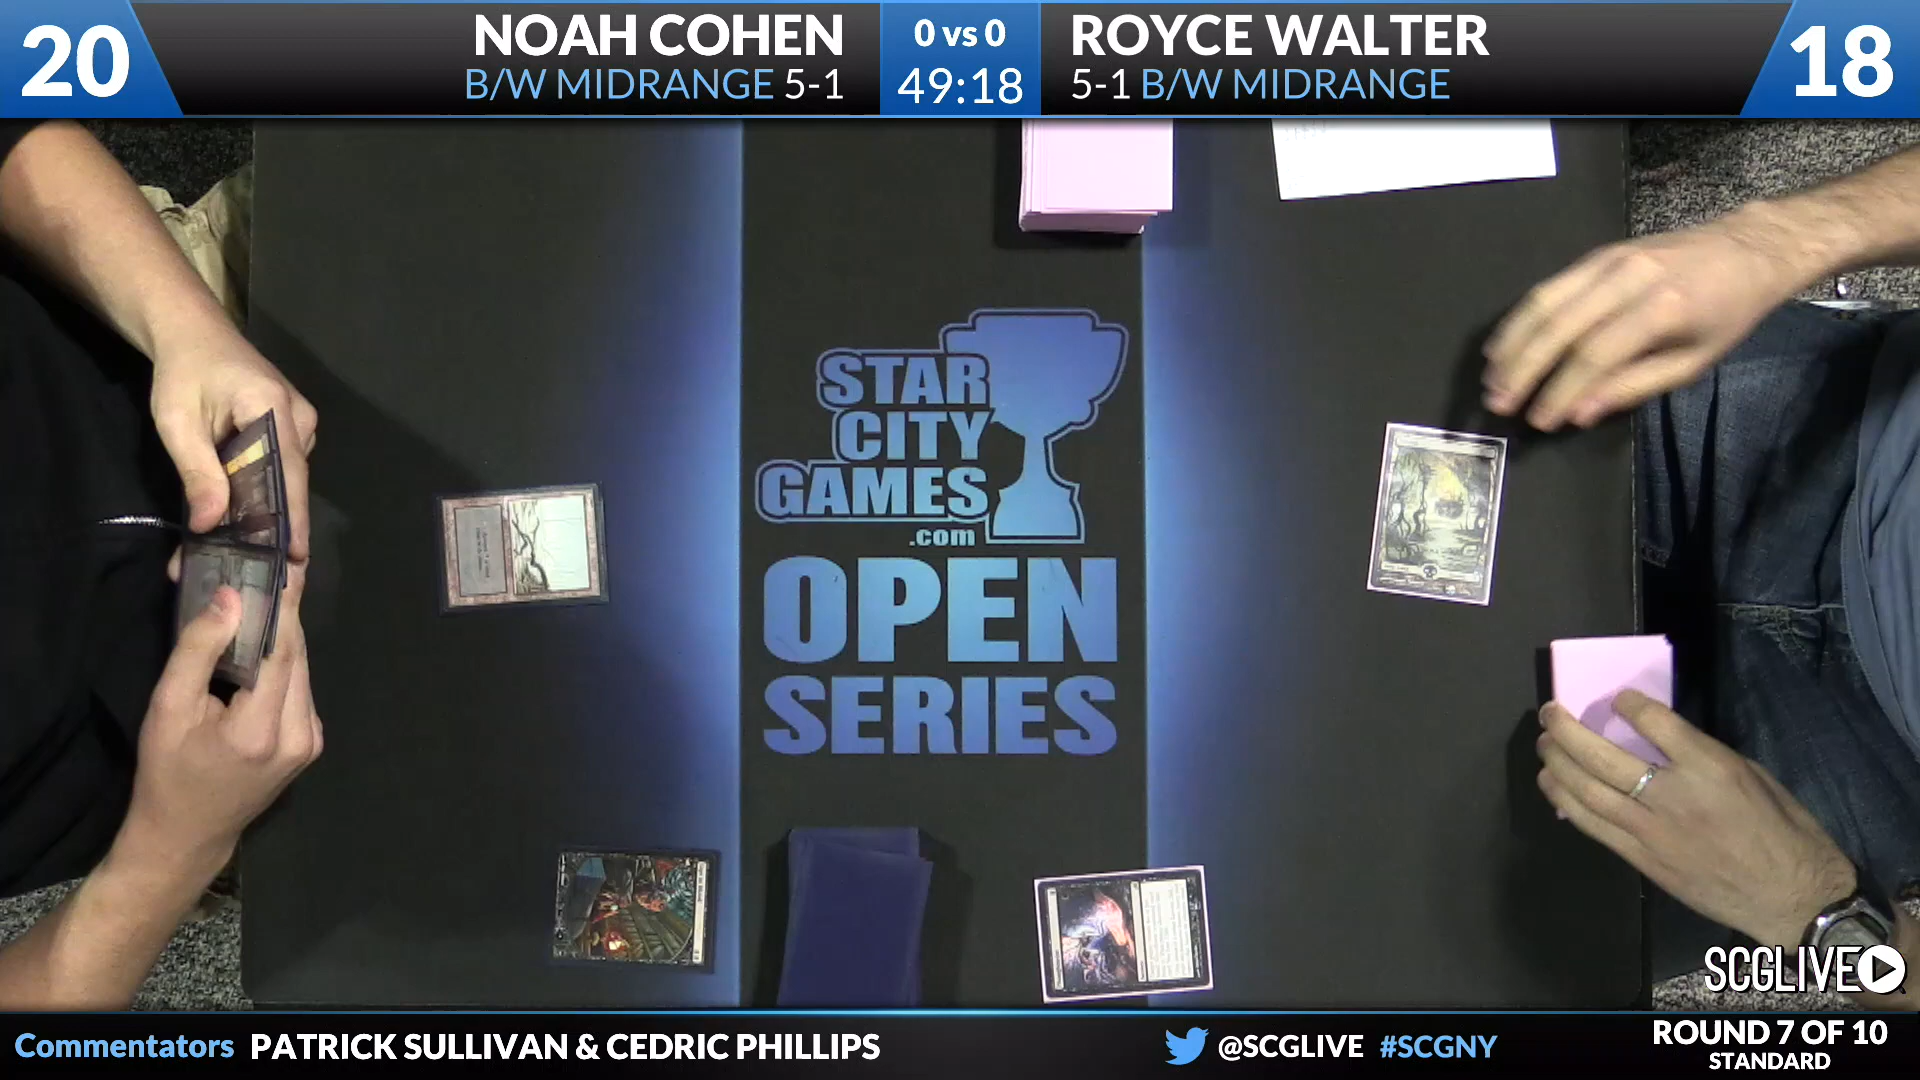 20
NOAH COHEN
B/W MIDRANGE 5-1
0 vs 0
49:18
ROYCE WALTER
5-1 B/W MIDRANGE
18
STAR
CITY
GAMES
.com
OPEN
SERIES
SCGLIVE
Commentators PATRICK SULLIVAN & CEDRIC PHILLIPS
@SCGLIVE #SCGNY
ROUND 7 OF 10
STANDARD